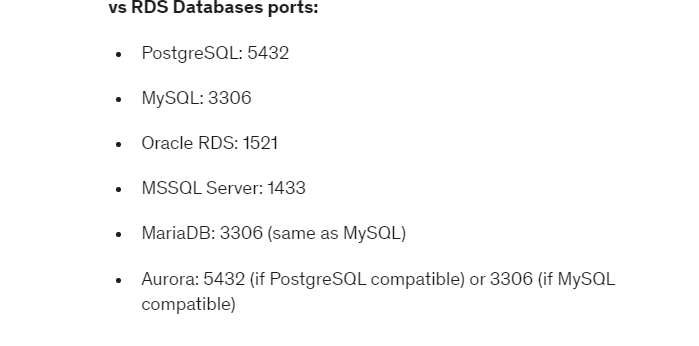 vs RDS Databases ports:
• PostgreSQL: 5432
• MySQL: 3306
• Oracle RDS: 1521
• MSSQL Server: 1433
• MariaDB: 3306 (same as MySQL)
• Aurora: 5432 (if PostgreSQL compatible) or 3306 (if MySQL
compatible)